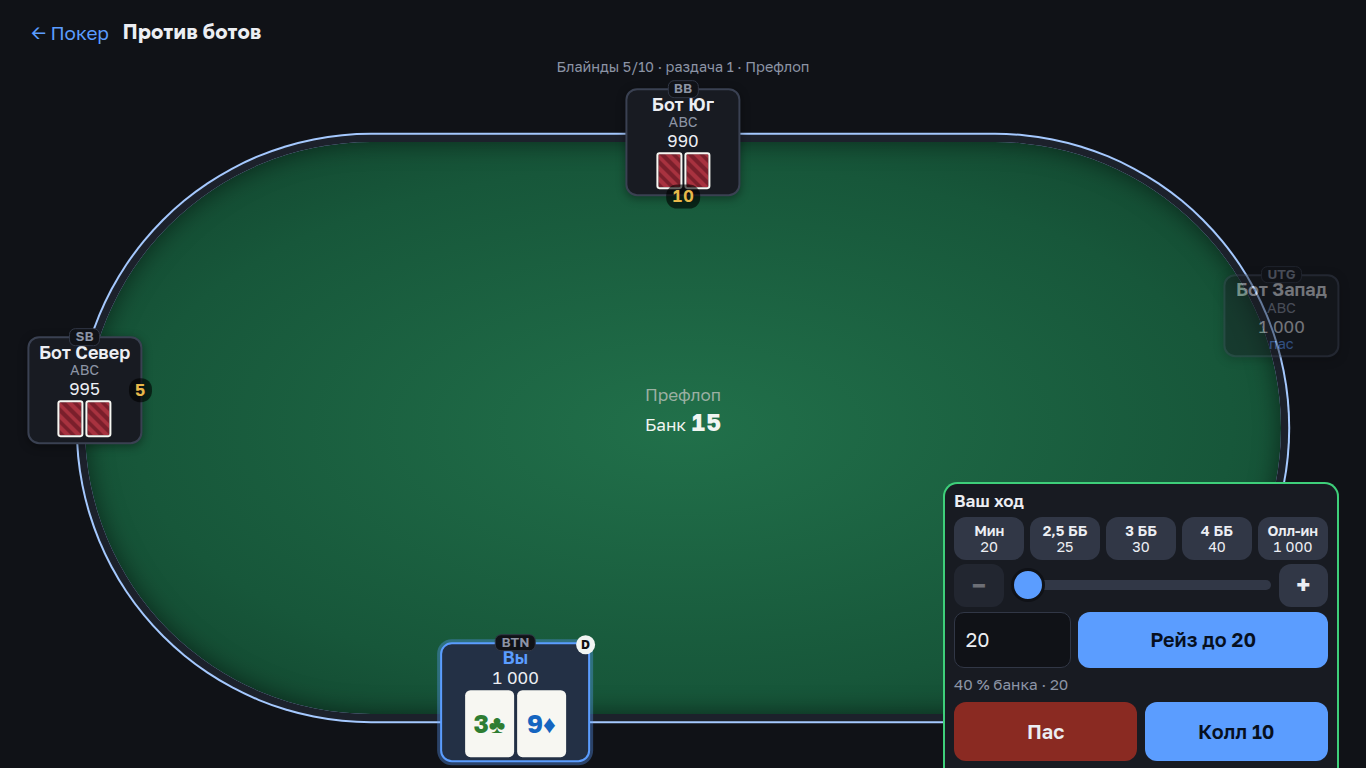 ← Покер Против ботов
Блайнды 5/10 · раздача 1 · Префлоп
BB
Бот Юг
ABC
990
10
UTG
Бот Запад
ABC
1 000
пас
SB
Бот Север
ABC
995
5
Префлоп
Банк 15
Ваш ход
Мин
20
2,5 ББ
25
3 ББ
30
4 ББ
40
Олл-ин
1 000
−
+
20
Рейз до 20
40 % банка · 20
Пас
Колл 10
BTN
D
Вы
1 000
3♣
9♦